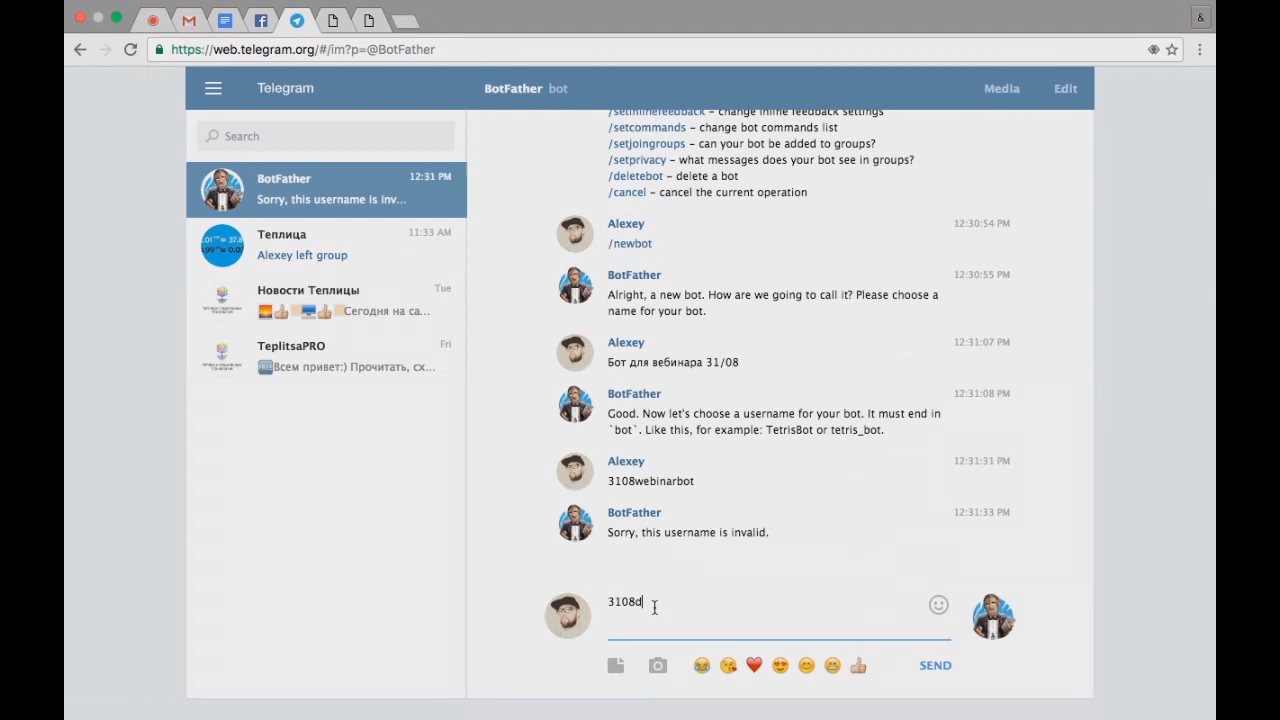 &
https://web.telegram.org/#/im?p=@BotFather
Telegram
BotFather bot
Media
Edit
Search
BotFather
12:31 PM
Sorry, this username is inv...
Теплица
11:33 AM
Alexey left group
Новости Теплицы
Tue
Сегодня на са...
TeplitsaPRO
Fri
Всем привет:) Прочитать, сх...
/setinlinefeedback – change inline feedback settings
/setcommands – change bot commands list
/setjoingroups – can your bot be added to groups?
/setprivacy – what messages does your bot see in groups?
/deletebot – delete a bot
/cancel – cancel the current operation
Alexey
12:30:54 PM
/newbot
BotFather
12:30:55 PM
Alright, a new bot. How are we going to call it? Please choose a
name for your bot.
Alexey
12:31:07 PM
Бот для вебинара 31/08
BotFather
12:31:08 PM
Good. Now let's choose a username for your bot. It must end in
`bot`. Like this, for example: TetrisBot or tetris_bot.
Alexey
12:31:31 PM
3108webinarbot
BotFather
12:31:33 PM
Sorry, this username is invalid.
3108d
SEND